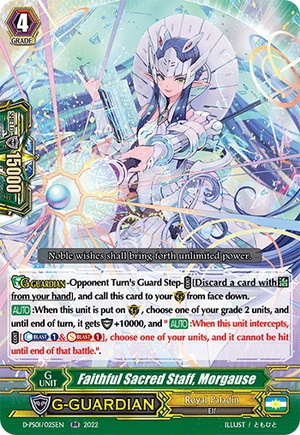 4
GRADE
15000
Noble wishes shall bring forth unlimited power.
G GUARDIAN -Opponent Turn's Guard Step- [Discard a card with
from your hand], and call this card to your G from face down.
AUTO :When this unit is put on G , choose one of your grade 2 units, and
until end of turn, it gets +10000, and "AUTO :When this unit intercepts,
[C BLAST 1 S BLAST 1 ], choose one of your units, and it cannot be hit
until end of that battle.".
G
UNIT
Faithful Sacred Staff, Morgause
G-GUARDIAN
Royal Paladin
Elf
D-PS01/025EN RR 2022
ILLUST / ともひと